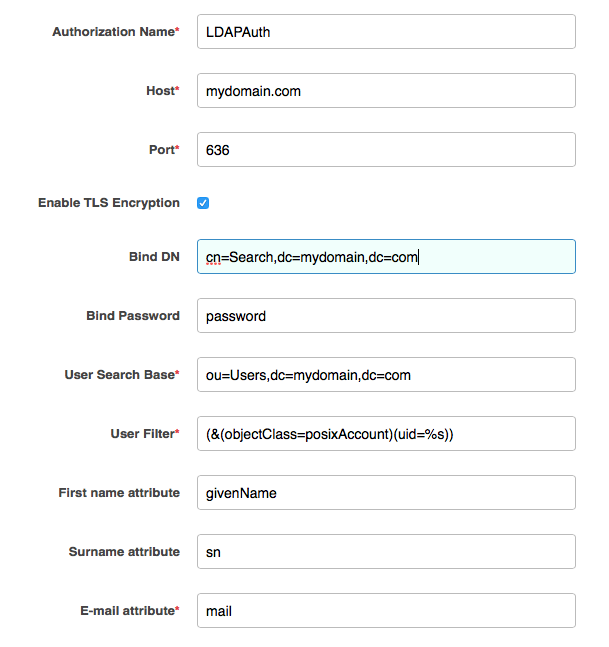 Authorization Name* LDAPAuth
Host* mydomain.com
Port* 636
Enable TLS Encryption
Bind DN cn=Search,dc=mydomain,dc=com
Bind Password password
User Search Base* ou=Users,dc=mydomain,dc=com
User Filter* (&(objectClass=posixAccount)(uid=%s))
First name attribute givenName
Surname attribute sn
E-mail attribute* mail